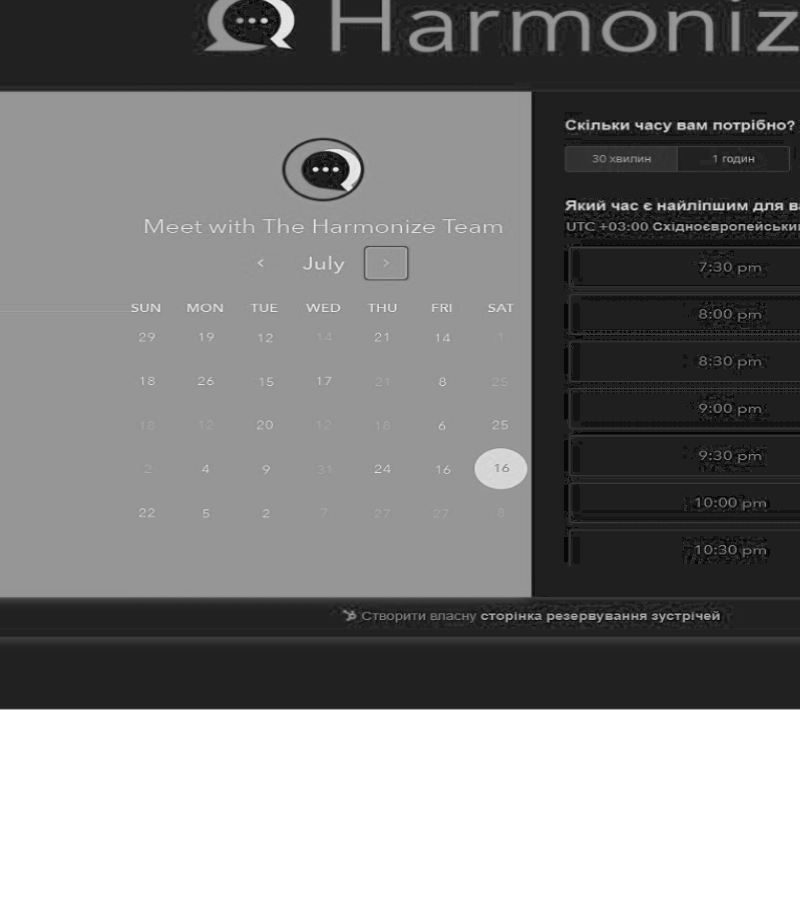 Harmoniz
Meet with The Harmonize Team
July
SUN MON TUE WED THU FRI SAT
29 19 12 14 21 14 1
18 26 15 17 21 8 25
18 12 20 12 18 6 25
2 4 9 31 24 16 16
22 5 2 7 27 27 8
Скільки часу вам потрібно?
30 хвилин 1 годин
Який час є найліпшим для ва
UTC +03:00 Східноєвропейськи
7:30 pm
8:00 pm
8:30 pm
9:00 pm
9:30 pm
10:00 pm
10:30 pm
Створити власну сторінка резервування зустрічей